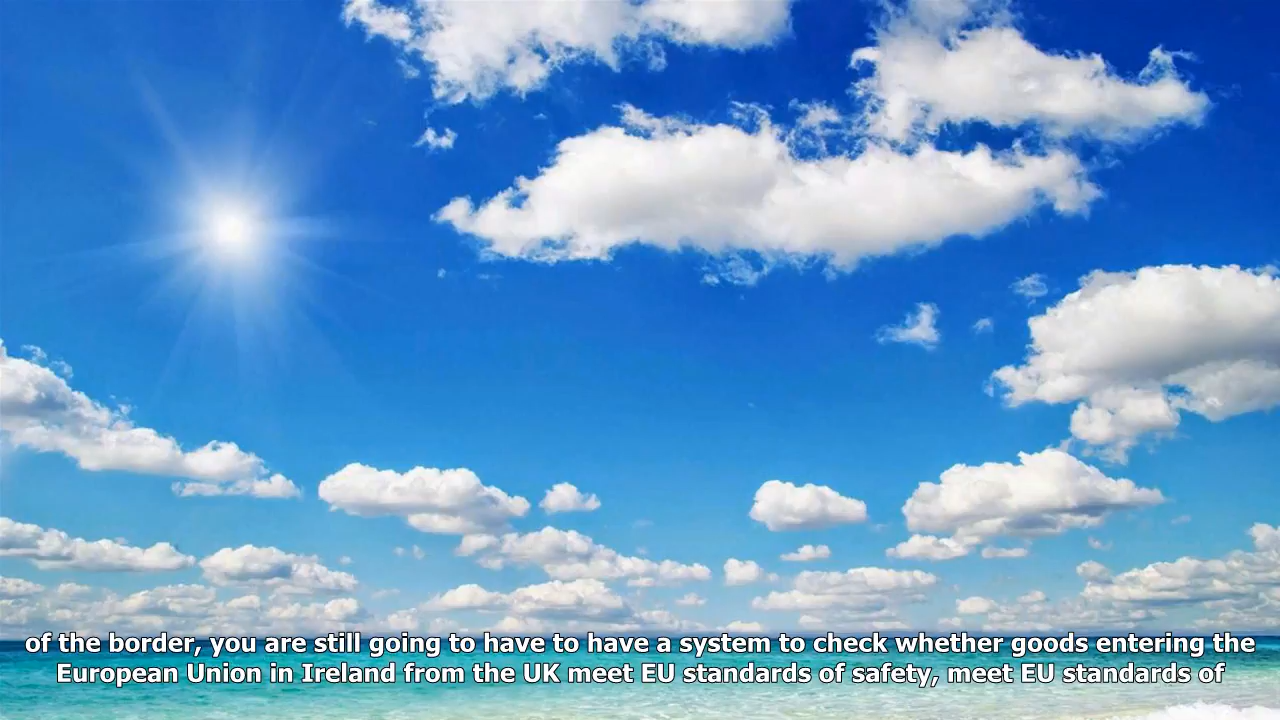 of the border, you are still going to have to have a system to check whether goods entering the
European Union in Ireland from the UK meet EU standards of safety, meet EU standards of